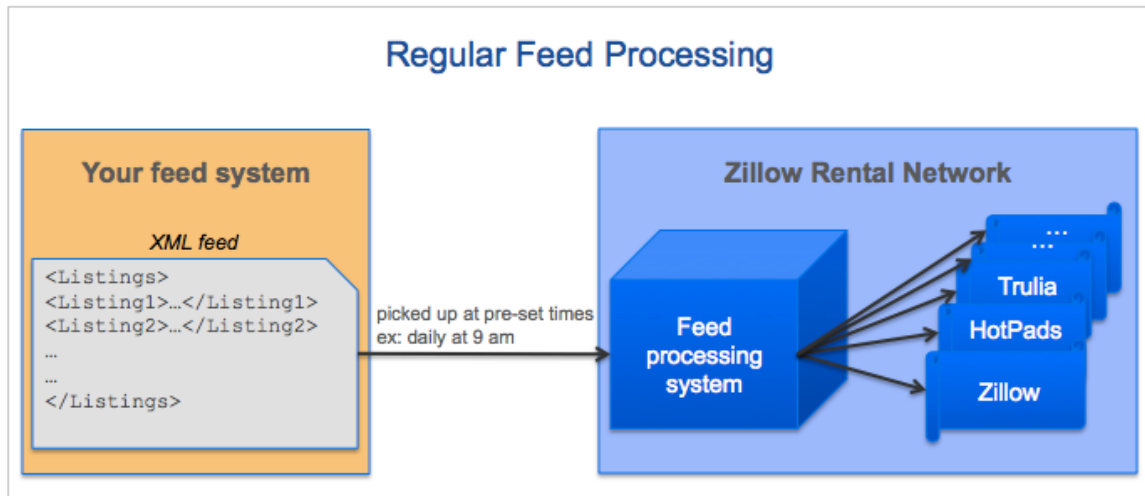 Regular Feed Processing
Your feed system
XML feed
<Listings>
<Listing1>…</Listing1>
<Listing2>…</Listing2>
…
…
</Listings>
picked up at pre-set times
ex: daily at 9 am
Zillow Rental Network
Feed
processing
system
...
...
Trulia
HotPads
Zillow